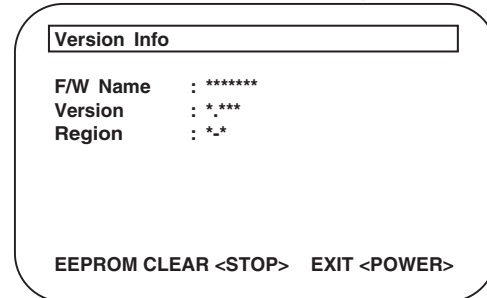 Version Info
F/W Name : *******
Version : *.***
Region : *-*
EEPROM CLEAR <STOP> EXIT <POWER>